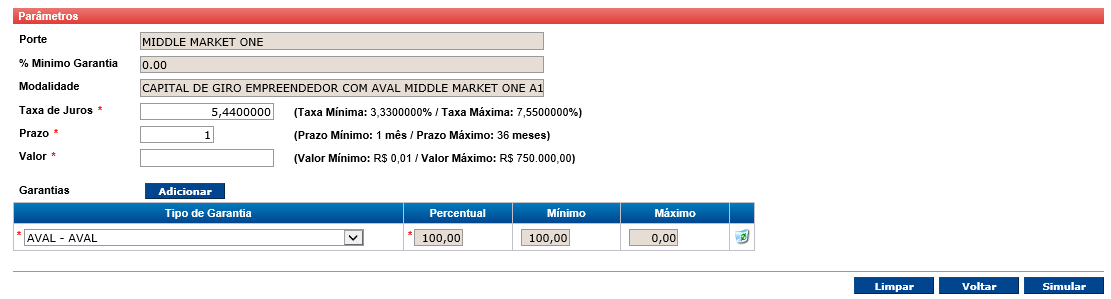 Parâmetros
Porte MIDDLE MARKET ONE
% Minimo Garantia 0.00
Modalidade CAPITAL DE GIRO EMPREENDEDOR COM AVAL MIDDLE MARKET ONE A1
Taxa de Juros * 5,4400000 (Taxa Mínima: 3,3300000% / Taxa Máxima: 7,5500000%)
Prazo * 1 (Prazo Mínimo: 1 mês / Prazo Máximo: 36 meses)
Valor * (Valor Mínimo: R$ 0,01 / Valor Máximo: R$ 750.000,00)
Garantias Adicionar
Tipo de Garantia Percentual Mínimo Máximo
* AVAL - AVAL * 100,00 100,00 0,00
Limpar Voltar Simular